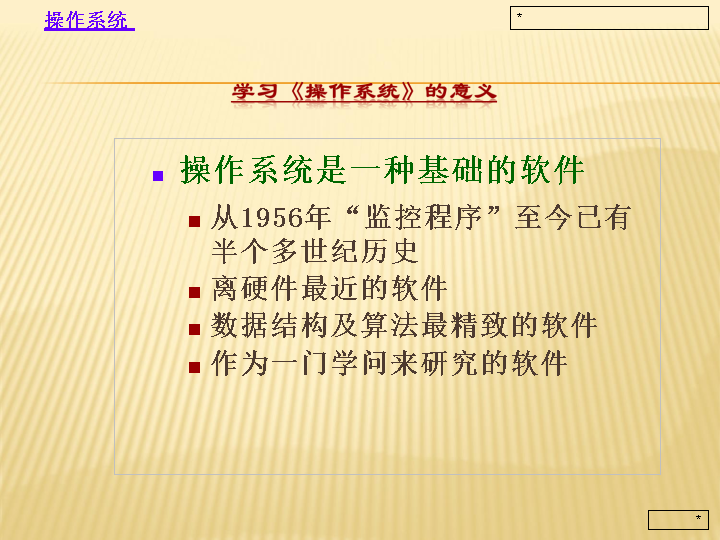 操作系统
*
学习《操作系统》的意义
操作系统是一种基础的软件
从1956年“监控程序”至今已有
半个多世纪历史
离硬件最近的软件
数据结构及算法最精致的软件
作为一门学问来研究的软件
*